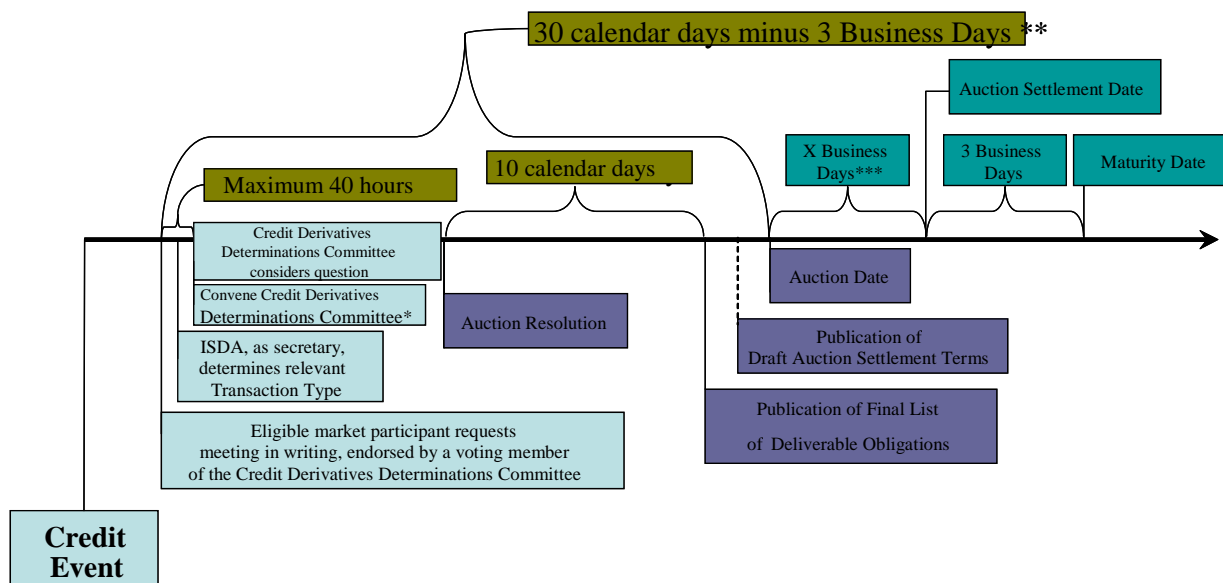 30 calendar days minus 3 Business Days **
Auction Settlement Date
X Business
Days***
3 Business
Days
Maturity Date
10 calendar days
Maximum 40 hours
Credit Derivatives
Determinations Committee
considers question
Convene Credit Derivatives
Determinations Committee*
ISDA, as secretary,
determines relevant
Transaction Type
Eligible market participant requests
meeting in writing, endorsed by a voting member
of the Credit Derivatives Determinations Committee
Credit
Event
Auction Resolution
Auction Date
Publication of
Draft Auction Settlement Terms
Publication of Final List
of Deliverable Obligations